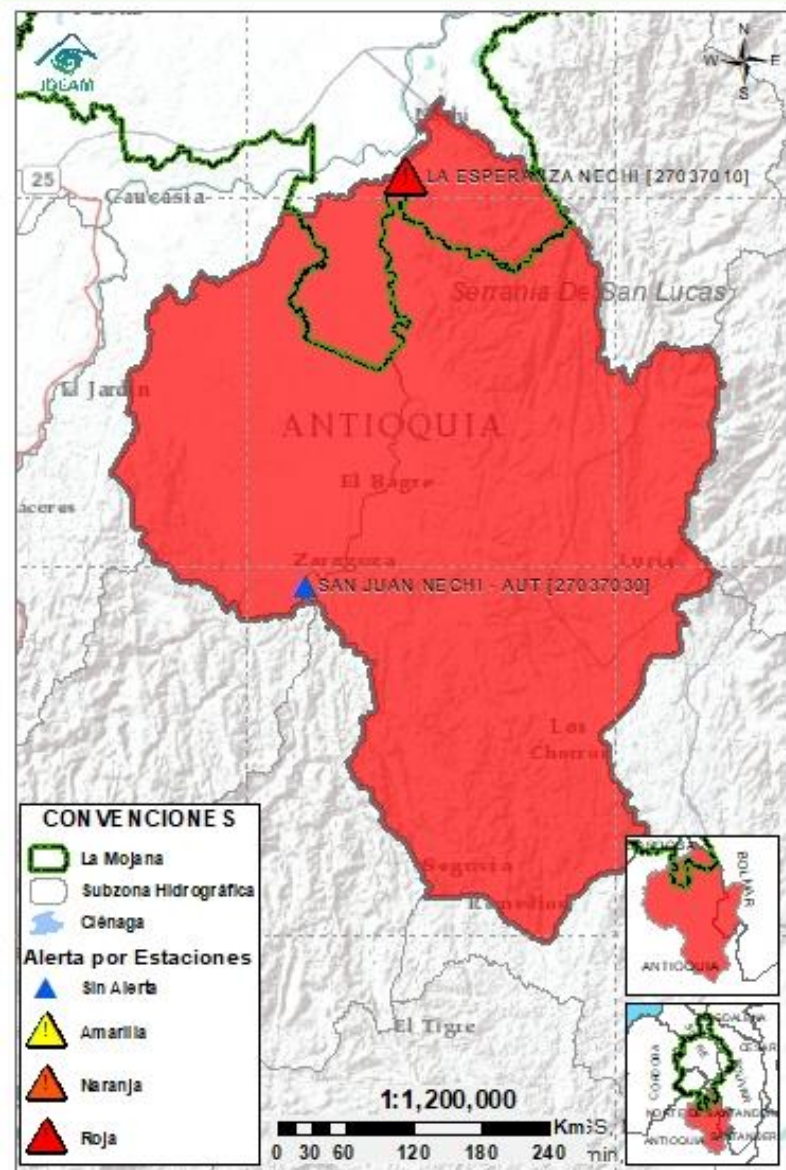 IDEAM
N
W E
S
25
Caucasia
LA ESPERANZA NECHI [27037010]
Serranía De San Lucas
El Jardín
ANTIOQUIA
El Bagre
aceres
Zaragoza
SAN JUAN NECHI - AUT [27037030]
Los
Segovia
Remedios
El Tigre
CONVENCIONES
La Mojana
Subzona Hidrográfica
Ciénaga
Alerta por Estaciones
Sin Alerta
Amarilla
Naranja
Roja
1:1,200,000
Km
0 30 60 120 180 240
BOLIVAR
ANTIOQUIA
CORDOBA
NORTE DE SANTANDER
SANTANDER
ANTIOQUIA